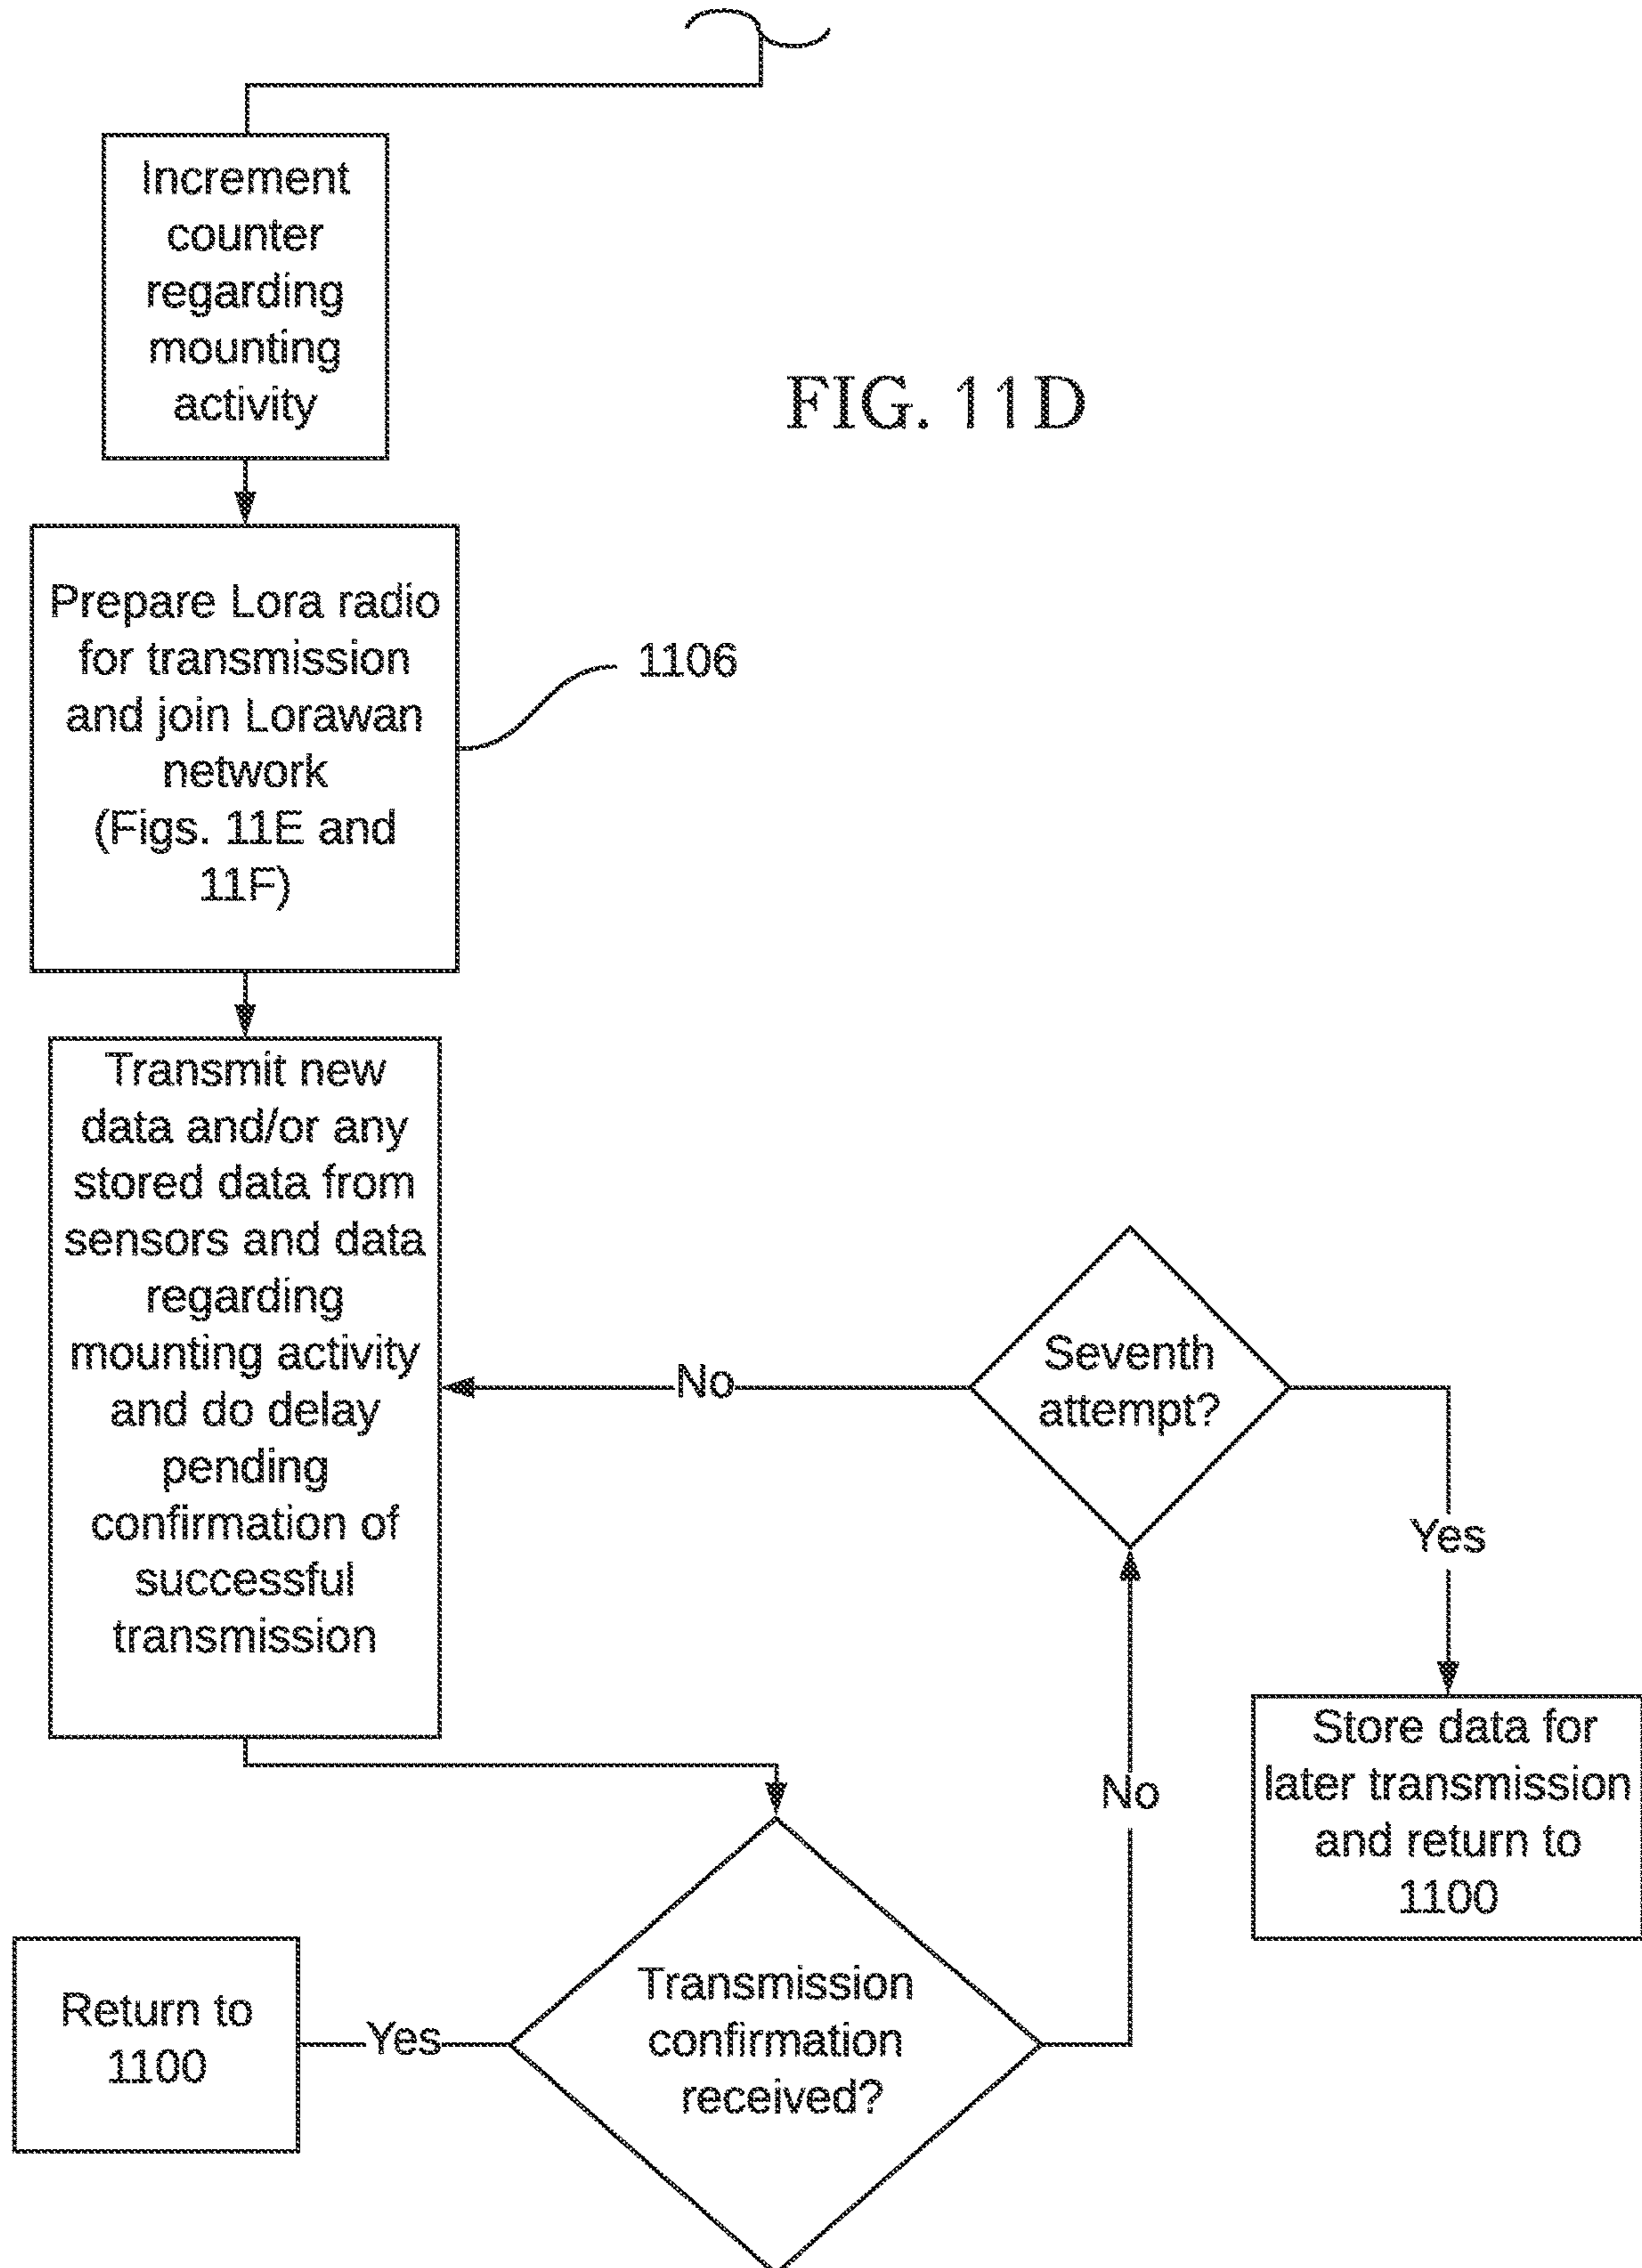 Increment
counter
regarding
mounting
activity
FIG. 11D
Prepare Lora radio
for transmission
and join Lorawan
network
(Figs. 11E and
11F)
1106
Transmit new
data and/or any
stored data from
sensors and data
regarding
mounting activity
and do delay
pending
confirmation of
successful
transmission
No
Seventh
attempt?
Yes
Store data for
later transmission
and return to
1100
No
Transmission
confirmation
received?
Yes
Return to
1100